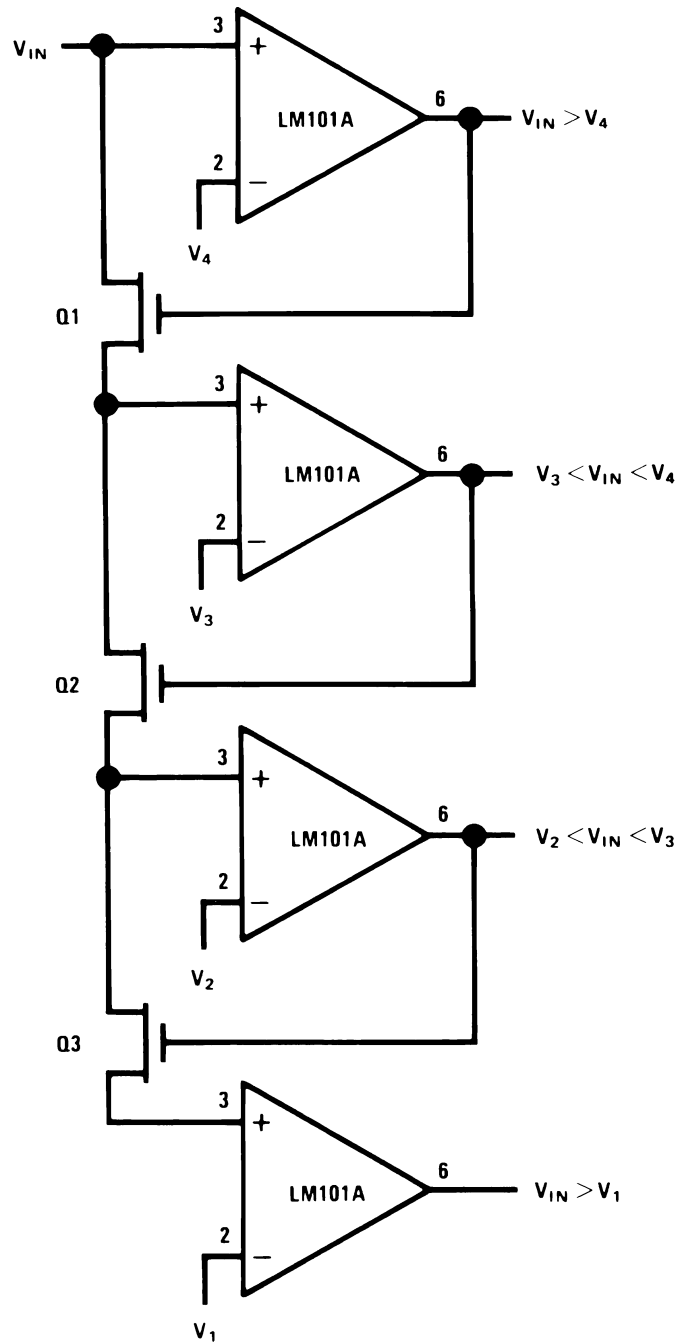 3
V_IN
+
6
LM101A
V_IN > V_4
2
−
V_4
Q1
3
+
6
LM101A
V_3 < V_IN < V_4
2
−
V_3
Q2
3
+
6
LM101A
V_2 < V_IN < V_3
2
−
V_2
Q3
3
+
6
LM101A
V_IN > V_1
2
−
V_1